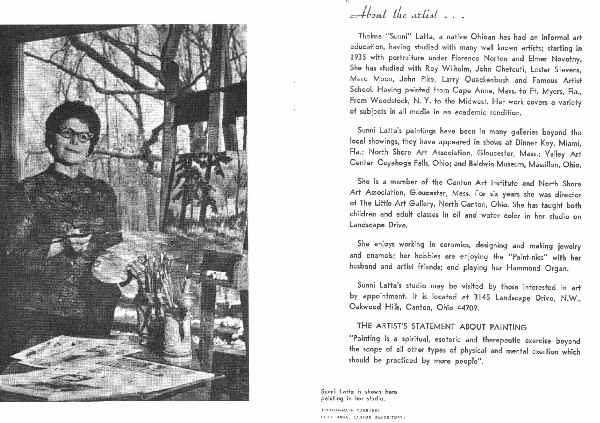 About the artist . . .
Thelma "Sunni" Latta, a native Ohioan has had an informal art
education, having studied with many well known artists; starting in
1935 with portraiture under Florence Norton and Elmer Novotny.
She has studied with Roy Wilhelm, John Chetcuti, Lester Stevens,
Marc Moon, John Pike, Larry Quackenbush and Famous Artist
School. Having painted from Cape Anne, Mass. to Ft. Myers, Fla.,
From Woodstock, N. Y. to the Midwest. Her work covers a variety
of subjects in all media in an academic rendition.
Sunni Latta's paintings have been in many galleries beyond the
local showings, they have appeared in shows at Dinner Key, Miami,
Fla.; North Shore Art Association, Gloucester, Mass.; Valley Art
Center Cuyahoga Falls, Ohio; and Baldwin Museum, Massillon, Ohio.
She is a member of the Canton Art Institute and North Shore
Art Association, Gloucester, Mass. For six years she was director
of The Little Art Gallery, North Canton, Ohio. She has taught both
children and adult classes in oil and water color in her studio on
Landscape Drive.
She enjoys working in ceramics, designing and making jewelry
and enamels; her hobbies are enjoying the "Paint-nics" with her
husband and artist friends; and playing her Hammond Organ.
Sunni Latta's studio may be visited by those interested in art
by appointment. It is located at 3145 Landscape Drive, N.W.,
Oakwood Hills, Canton, Ohio 44709.
THE ARTIST'S STATEMENT ABOUT PAINTING
"Painting is a spiritual, esoteric and therapeutic exercise beyond
the scope of all other types of physical and mental exertion which
should be practiced by more people".
Sunni Latta is shown here
painting in her studio.
CANTON REPOSITORY